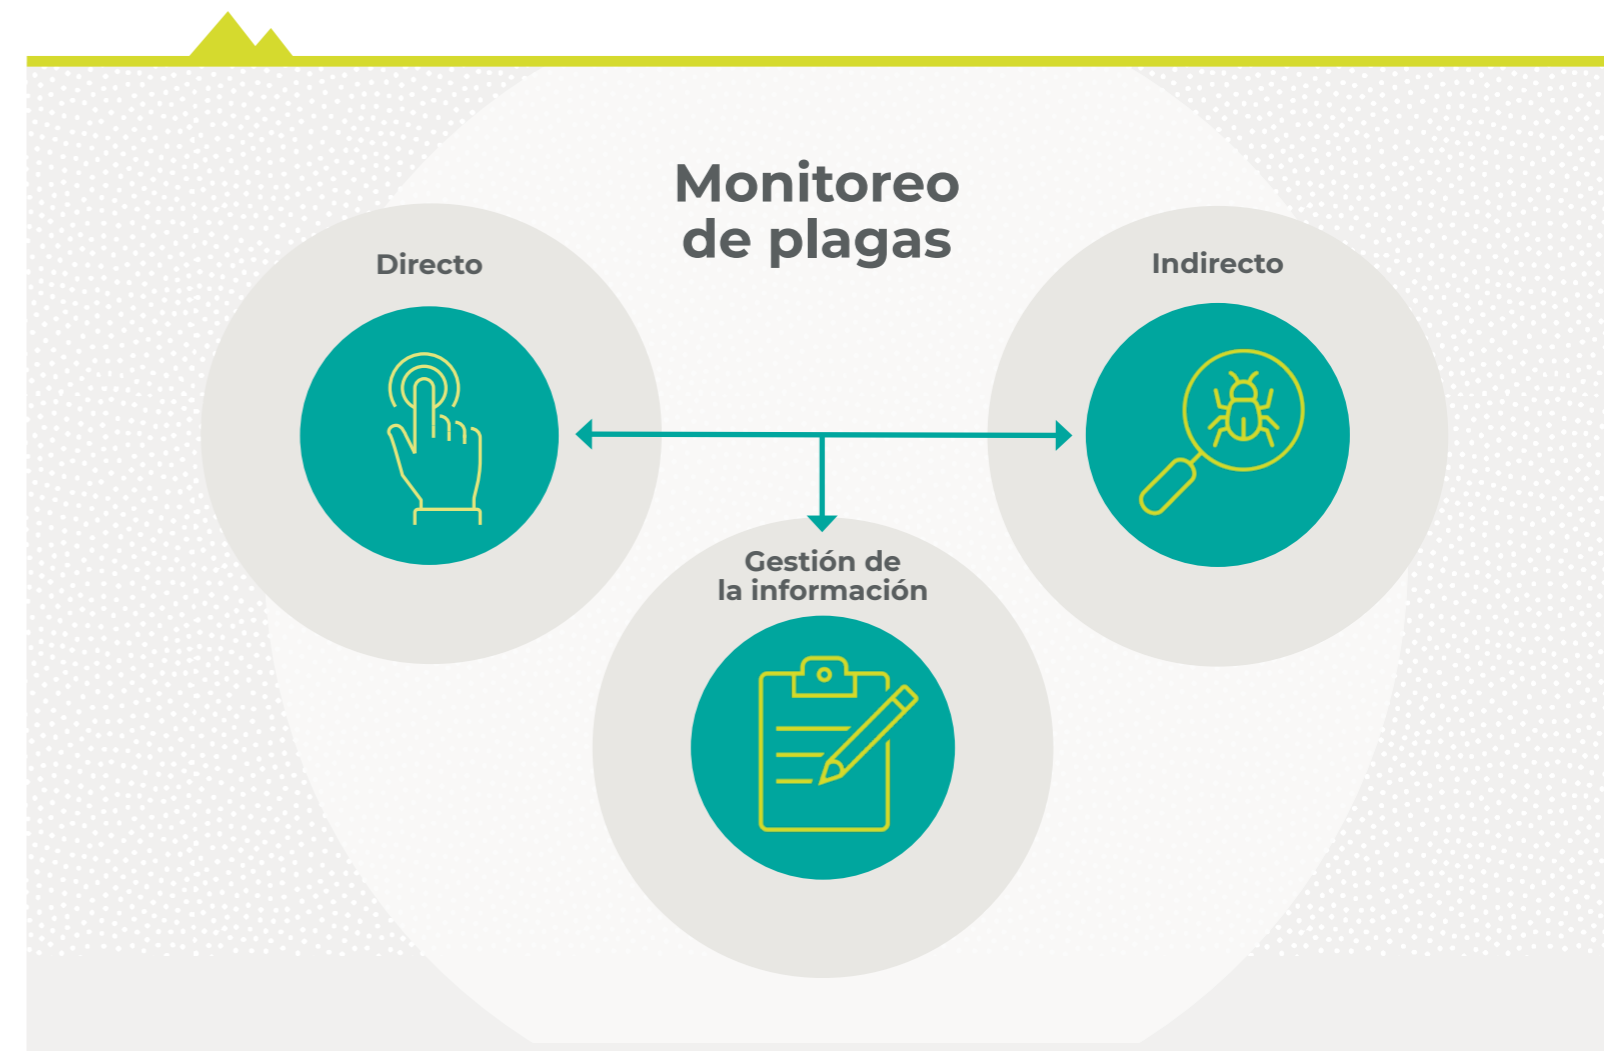 Monitoreo
de plagas
Directo
Indirecto
Gestión de
la información